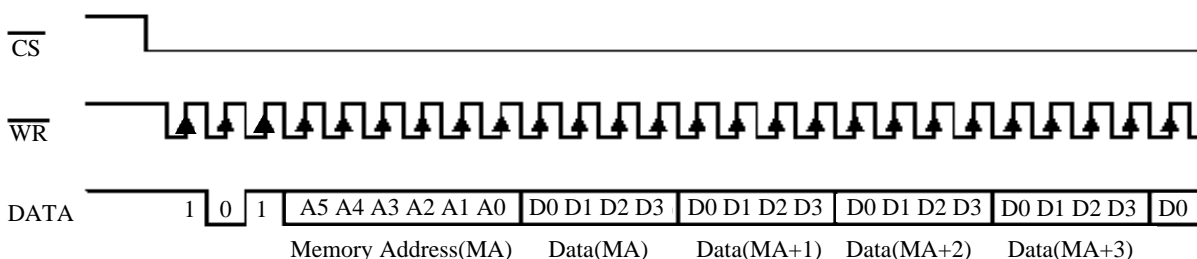 CS
WR
DATA 1 0 1 A5 A4 A3 A2 A1 A0 D0 D1 D2 D3 D0 D1 D2 D3 D0 D1 D2 D3 D0 D1 D2 D3 D0
Memory Address(MA) Data(MA) Data(MA+1) Data(MA+2) Data(MA+3)